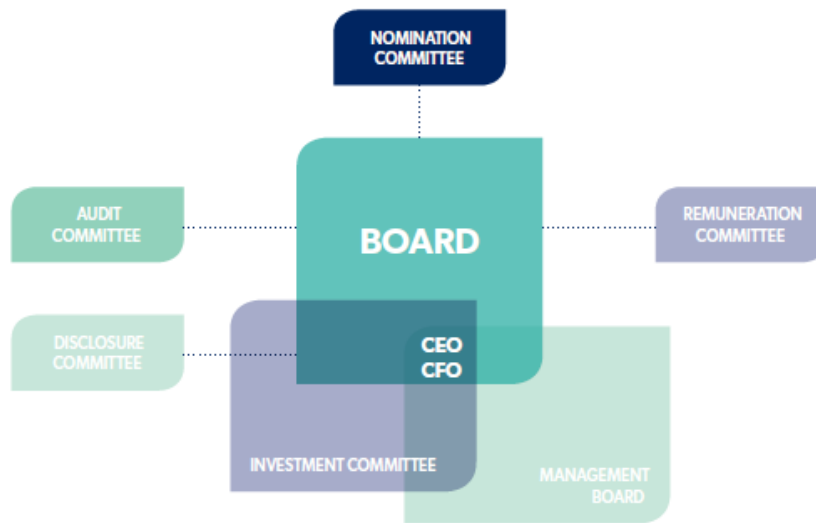 NOMINATION
COMMITTEE
AUDIT
COMMITTEE
BOARD
REMUNERATION
COMMITTEE
DISCLOSURE
COMMITTEE
CEO
CFO
INVESTMENT COMMITTEE
MANAGEMENT
BOARD